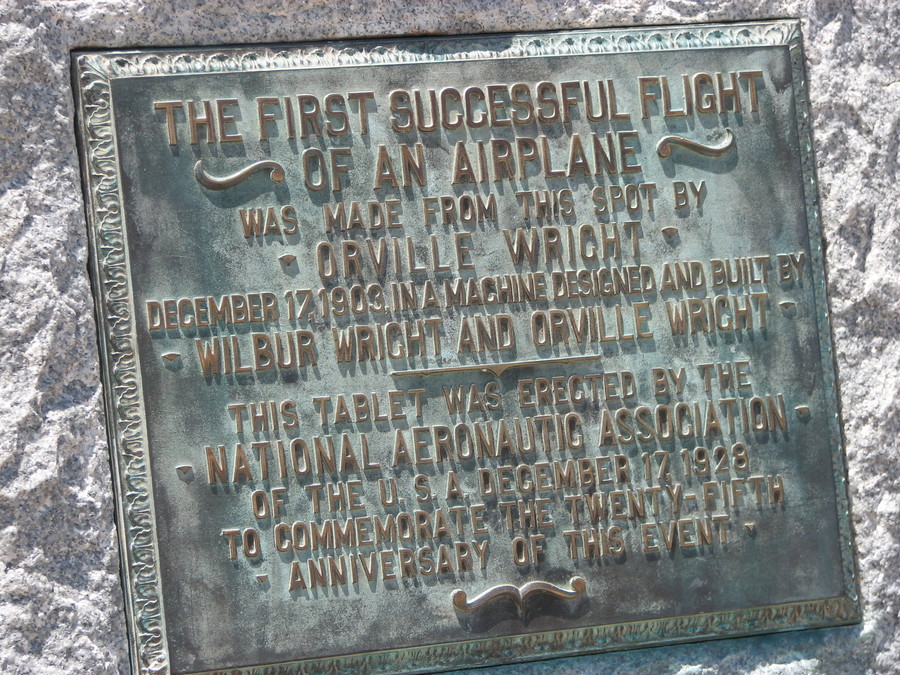 THE FIRST SUCCESSFUL FLIGHT
OF AN AIRPLANE
WAS MADE FROM THIS SPOT BY
ORVILLE WRIGHT
DECEMBER 17, 1903, IN A MACHINE DESIGNED AND BUILT BY
WILBUR WRIGHT AND ORVILLE WRIGHT
THIS TABLET WAS ERECTED BY THE
NATIONAL AERONAUTIC ASSOCIATION
OF THE U. S. A. DECEMBER 17, 1928
TO COMMEMORATE THE TWENTY-FIFTH
ANNIVERSARY OF THIS EVENT